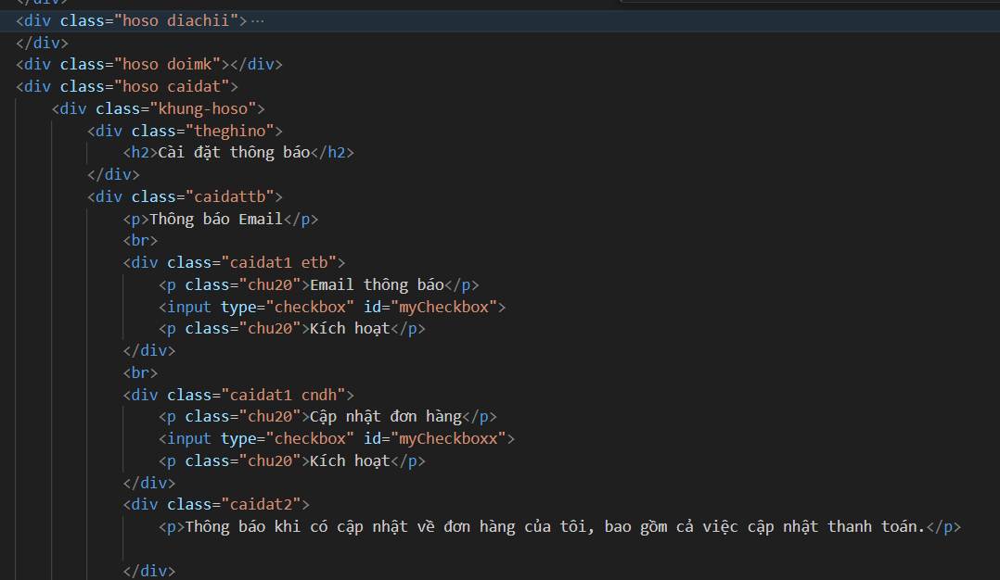 </div>
<div class="hoso diachii">···
</div>
<div class="hoso doimk"></div>
<div class="hoso caidat">
<div class="khung-hoso">
<div class="theghino">
<h2>Cài đặt thông báo</h2>
</div>
<div class="caidattb">
<p>Thông báo Email</p>
<br>
<div class="caidat1 etb">
<p class="chu20">Email thông báo</p>
<input type="checkbox" id="myCheckbox">
<p class="chu20">Kích hoạt</p>
</div>
<br>
<div class="caidat1 cndh">
<p class="chu20">Cập nhật đơn hàng</p>
<input type="checkbox" id="myCheckboxx">
<p class="chu20">Kích hoạt</p>
</div>
<div class="caidat2">
<p>Thông báo khi có cập nhật về đơn hàng của tôi, bao gồm cả việc cập nhật thanh toán.</p>
</div>